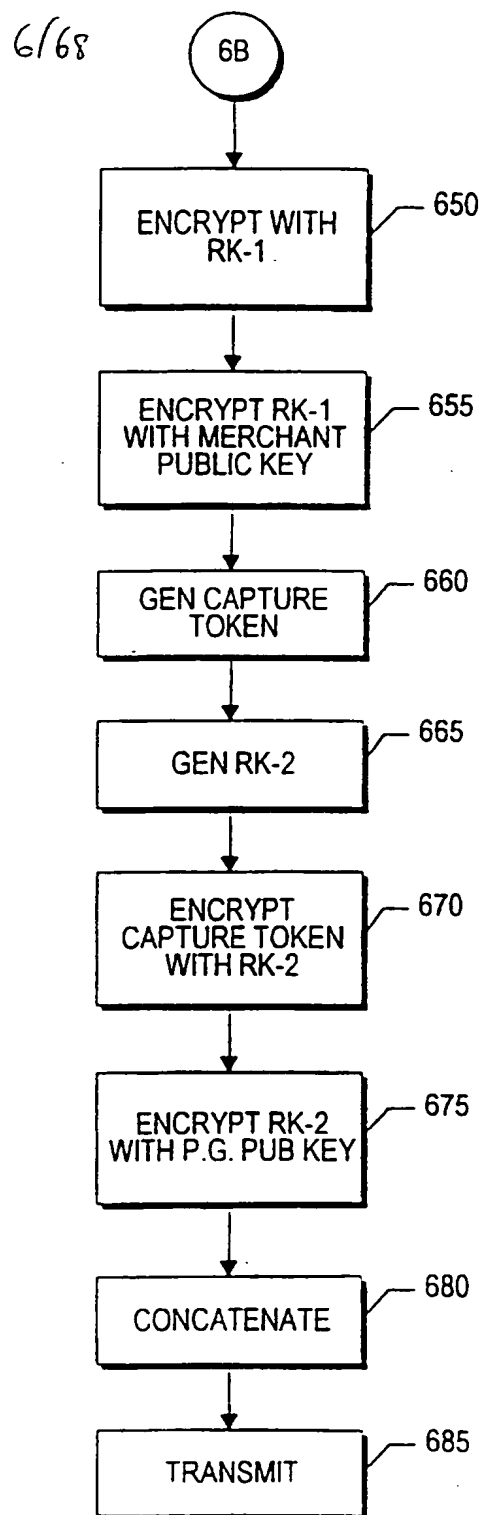 6/68
6B
ENCRYPT WITH
RK-1
650
ENCRYPT RK-1
WITH MERCHANT
PUBLIC KEY
655
GEN CAPTURE
TOKEN
660
GEN RK-2
665
ENCRYPT
CAPTURE TOKEN
WITH RK-2
670
ENCRYPT RK-2
WITH P.G. PUB KEY
675
CONCATENATE
680
TRANSMIT
685